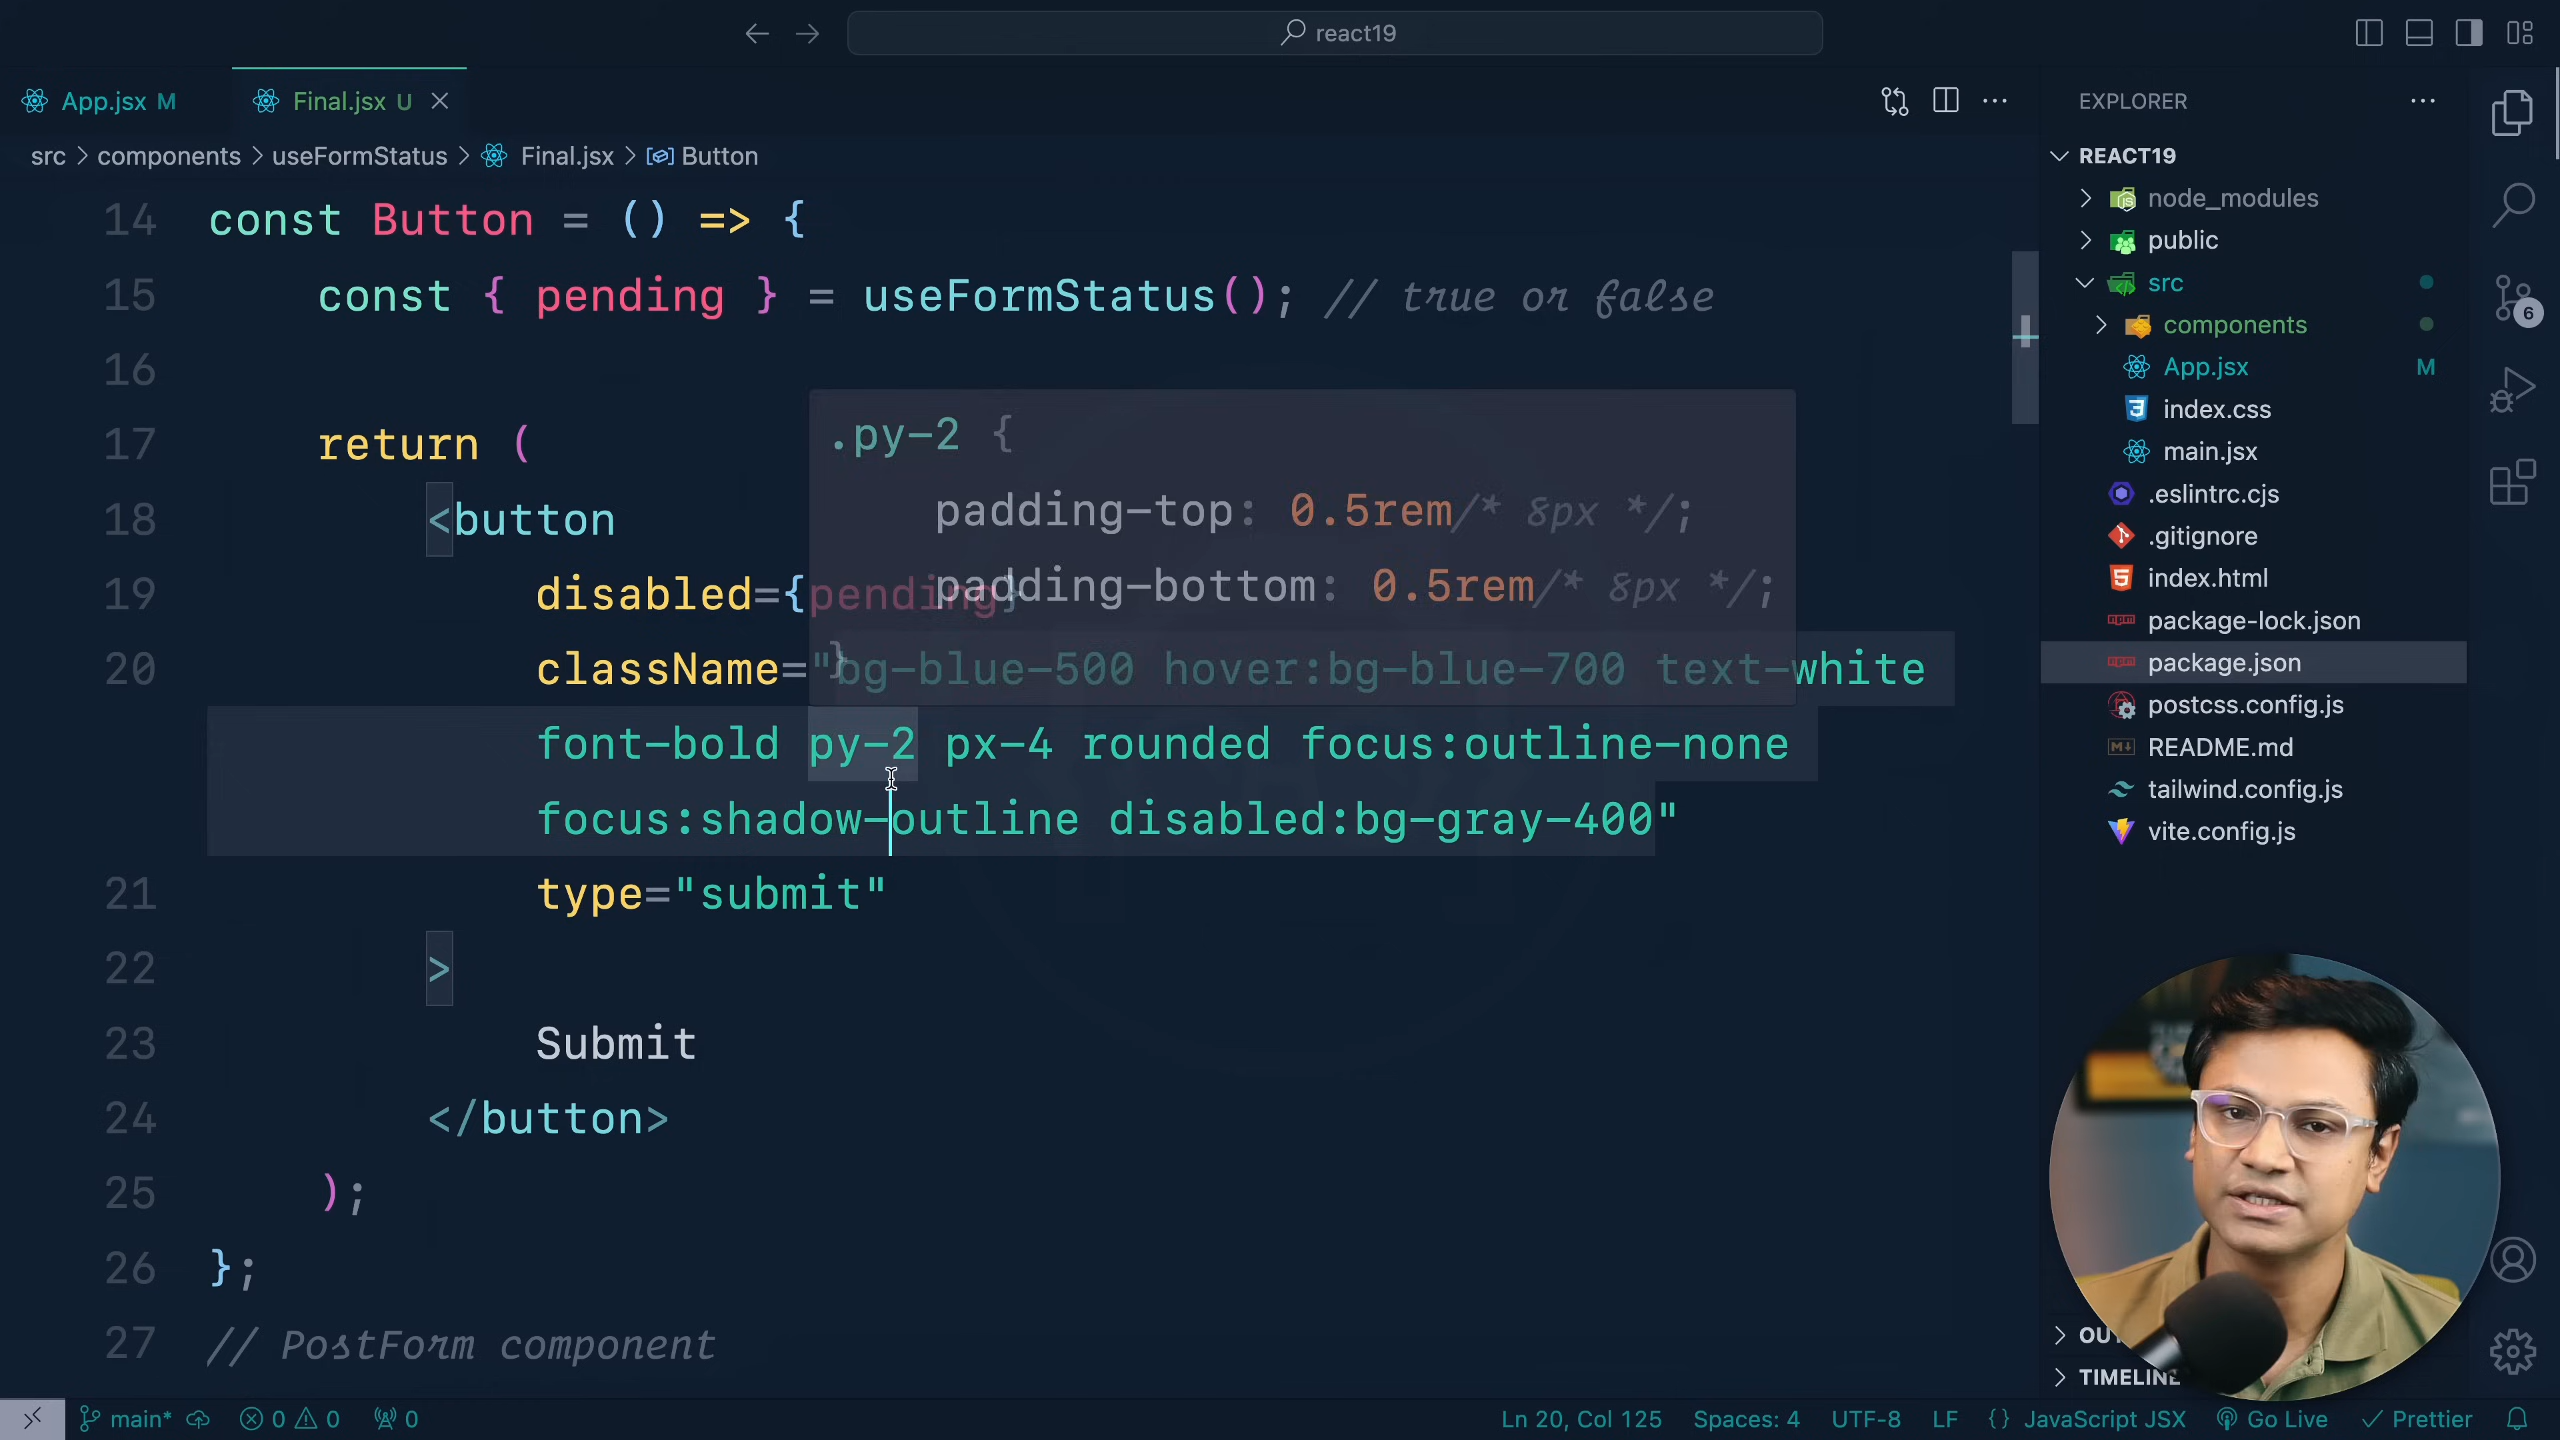 react19
App.jsx M
Final.jsx U
src > components > useFormStatus > Final.jsx > Button
14 const Button = () => {
15 const { pending } = useFormStatus(); // true or false
16
17 return (
18 <button
19 disabled={pending}
20 className="bg-blue-500 hover:bg-blue-700 text-white
font-bold py-2 px-4 rounded focus:outline-none
focus:shadow-outline disabled:bg-gray-400"
21 type="submit"
22 >
23 Submit
24 </button>
25 );
26 };
27 // PostForm component
.py-2 {
padding-top: 0.5rem/* 8px */;
padding-bottom: 0.5rem/* 8px */;
}
EXPLORER
REACT19
node_modules
public
src
components
App.jsx M
index.css
main.jsx
.eslintrc.cjs
.gitignore
index.html
package-lock.json
package.json
postcss.config.js
README.md
tailwind.config.js
vite.config.js
6
TIMELINE
main* 0 0 0
Ln 20, Col 125 Spaces: 4 UTF-8 LF {} JavaScript JSX Go Live Prettier